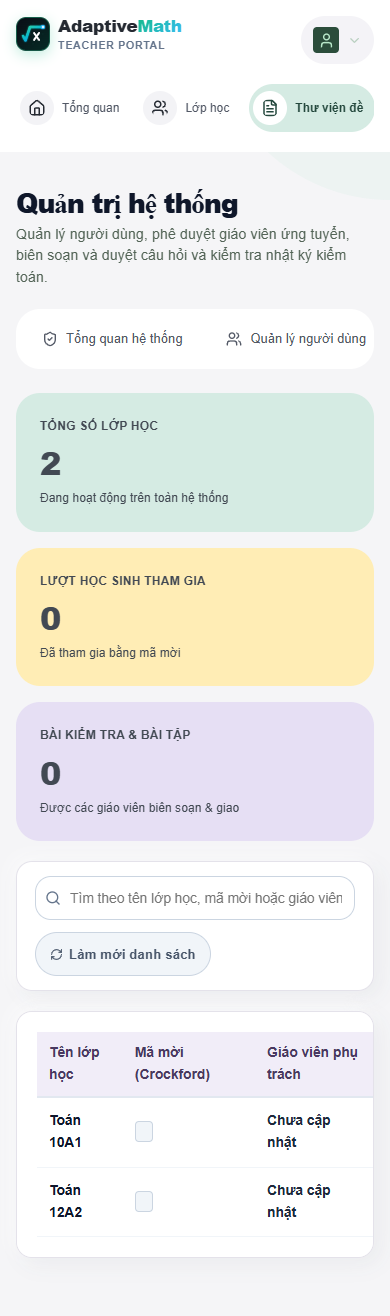 AdaptiveMath
TEACHER PORTAL
Tổng quan
Lớp học
Thư viện đề
Quản trị hệ thống
Quản lý người dùng, phê duyệt giáo viên ứng tuyển,
biên soạn và duyệt câu hỏi và kiểm tra nhật ký kiểm
toán.
Tổng quan hệ thống
Quản lý người dùng
TỔNG SỐ LỚP HỌC
2
Đang hoạt động trên toàn hệ thống
LƯỢT HỌC SINH THAM GIA
0
Đã tham gia bằng mã mời
BÀI KIỂM TRA & BÀI TẬP
0
Được các giáo viên biên soạn & giao
Tìm theo tên lớp học, mã mời hoặc giáo viên
Làm mới danh sách
Tên lớp
học
Mã mời
(Crockford)
Giáo viên phụ
trách
Toán
10A1
Chưa cập
nhật
Toán
12A2
Chưa cập
nhật